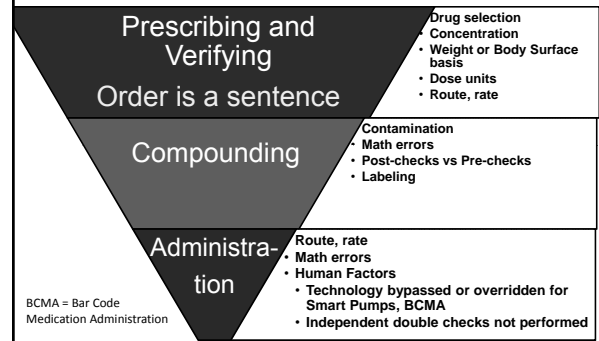 Prescribing and
Verifying
Order is a sentence
Drug selection
• Concentration
• Weight or Body Surface
basis
• Dose units
• Route, rate
Compounding
Contamination
• Math errors
• Post-checks vs Pre-checks
• Labeling
Administra-
tion
Route, rate
• Math errors
• Human Factors
• Technology bypassed or overridden for
Smart Pumps, BCMA
• Independent double checks not performed
BCMA = Bar Code
Medication Administration